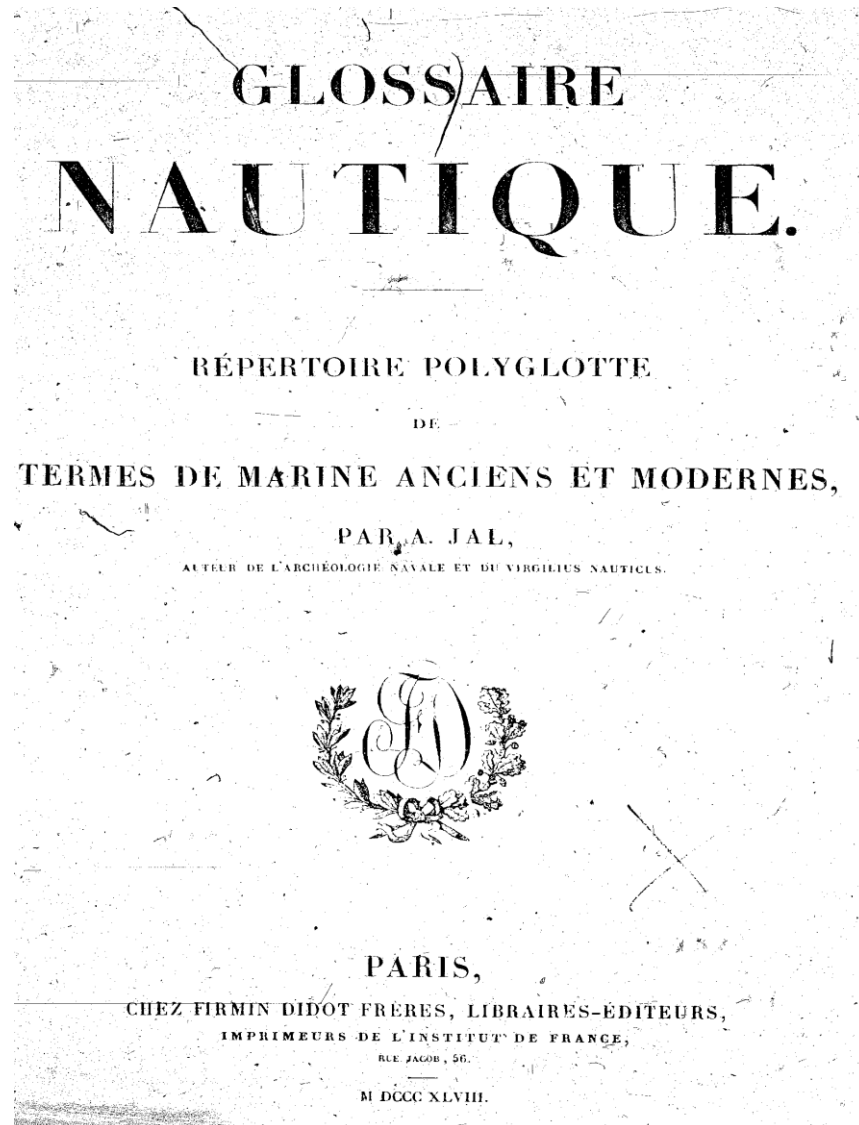 GLOSSAIRE
NAUTIQUE.
RÉPERTOIRE POLYGLOTTE
DE
TERMES DE MARINE ANCIENS ET MODERNES,
PAR A. JAL,
AUTEUR DE L'ARCHÉOLOGIE NAVALE ET DU VIRGILIUS NAUTICUS.
FD
PARIS,
CHEZ FIRMIN DIDOT FRÈRES, LIBRAIRES-ÉDITEURS,
IMPRIMEURS DE L'INSTITUT DE FRANCE,
RUE JACOB, 56.
M DCCC XLVIII.